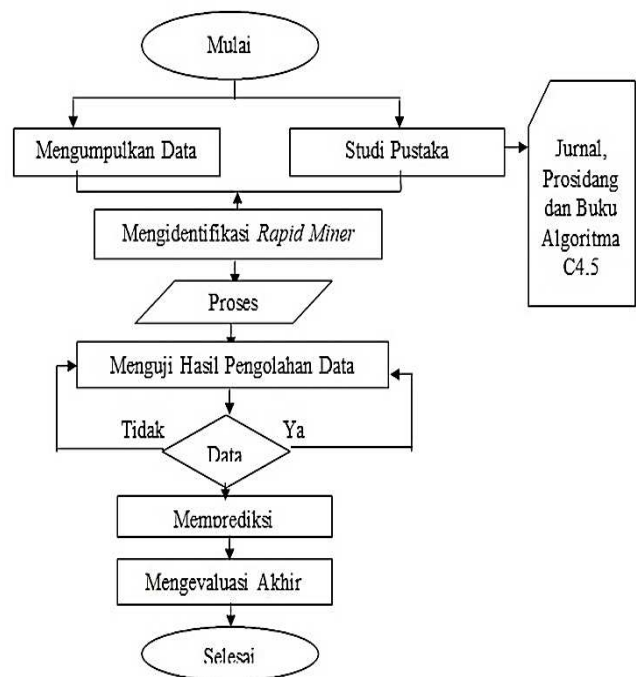 Mulai
Mengumpulkan Data
Studi Pustaka
Jurnal,
Prosidang
dan Buku
Algoritma
C4.5
Mengidentifikasi Rapid Miner
Proses
Menguji Hasil Pengolahan Data
Tidak
Ya
Data
Memprediksi
Mengevaluasi Akhir
Selesai